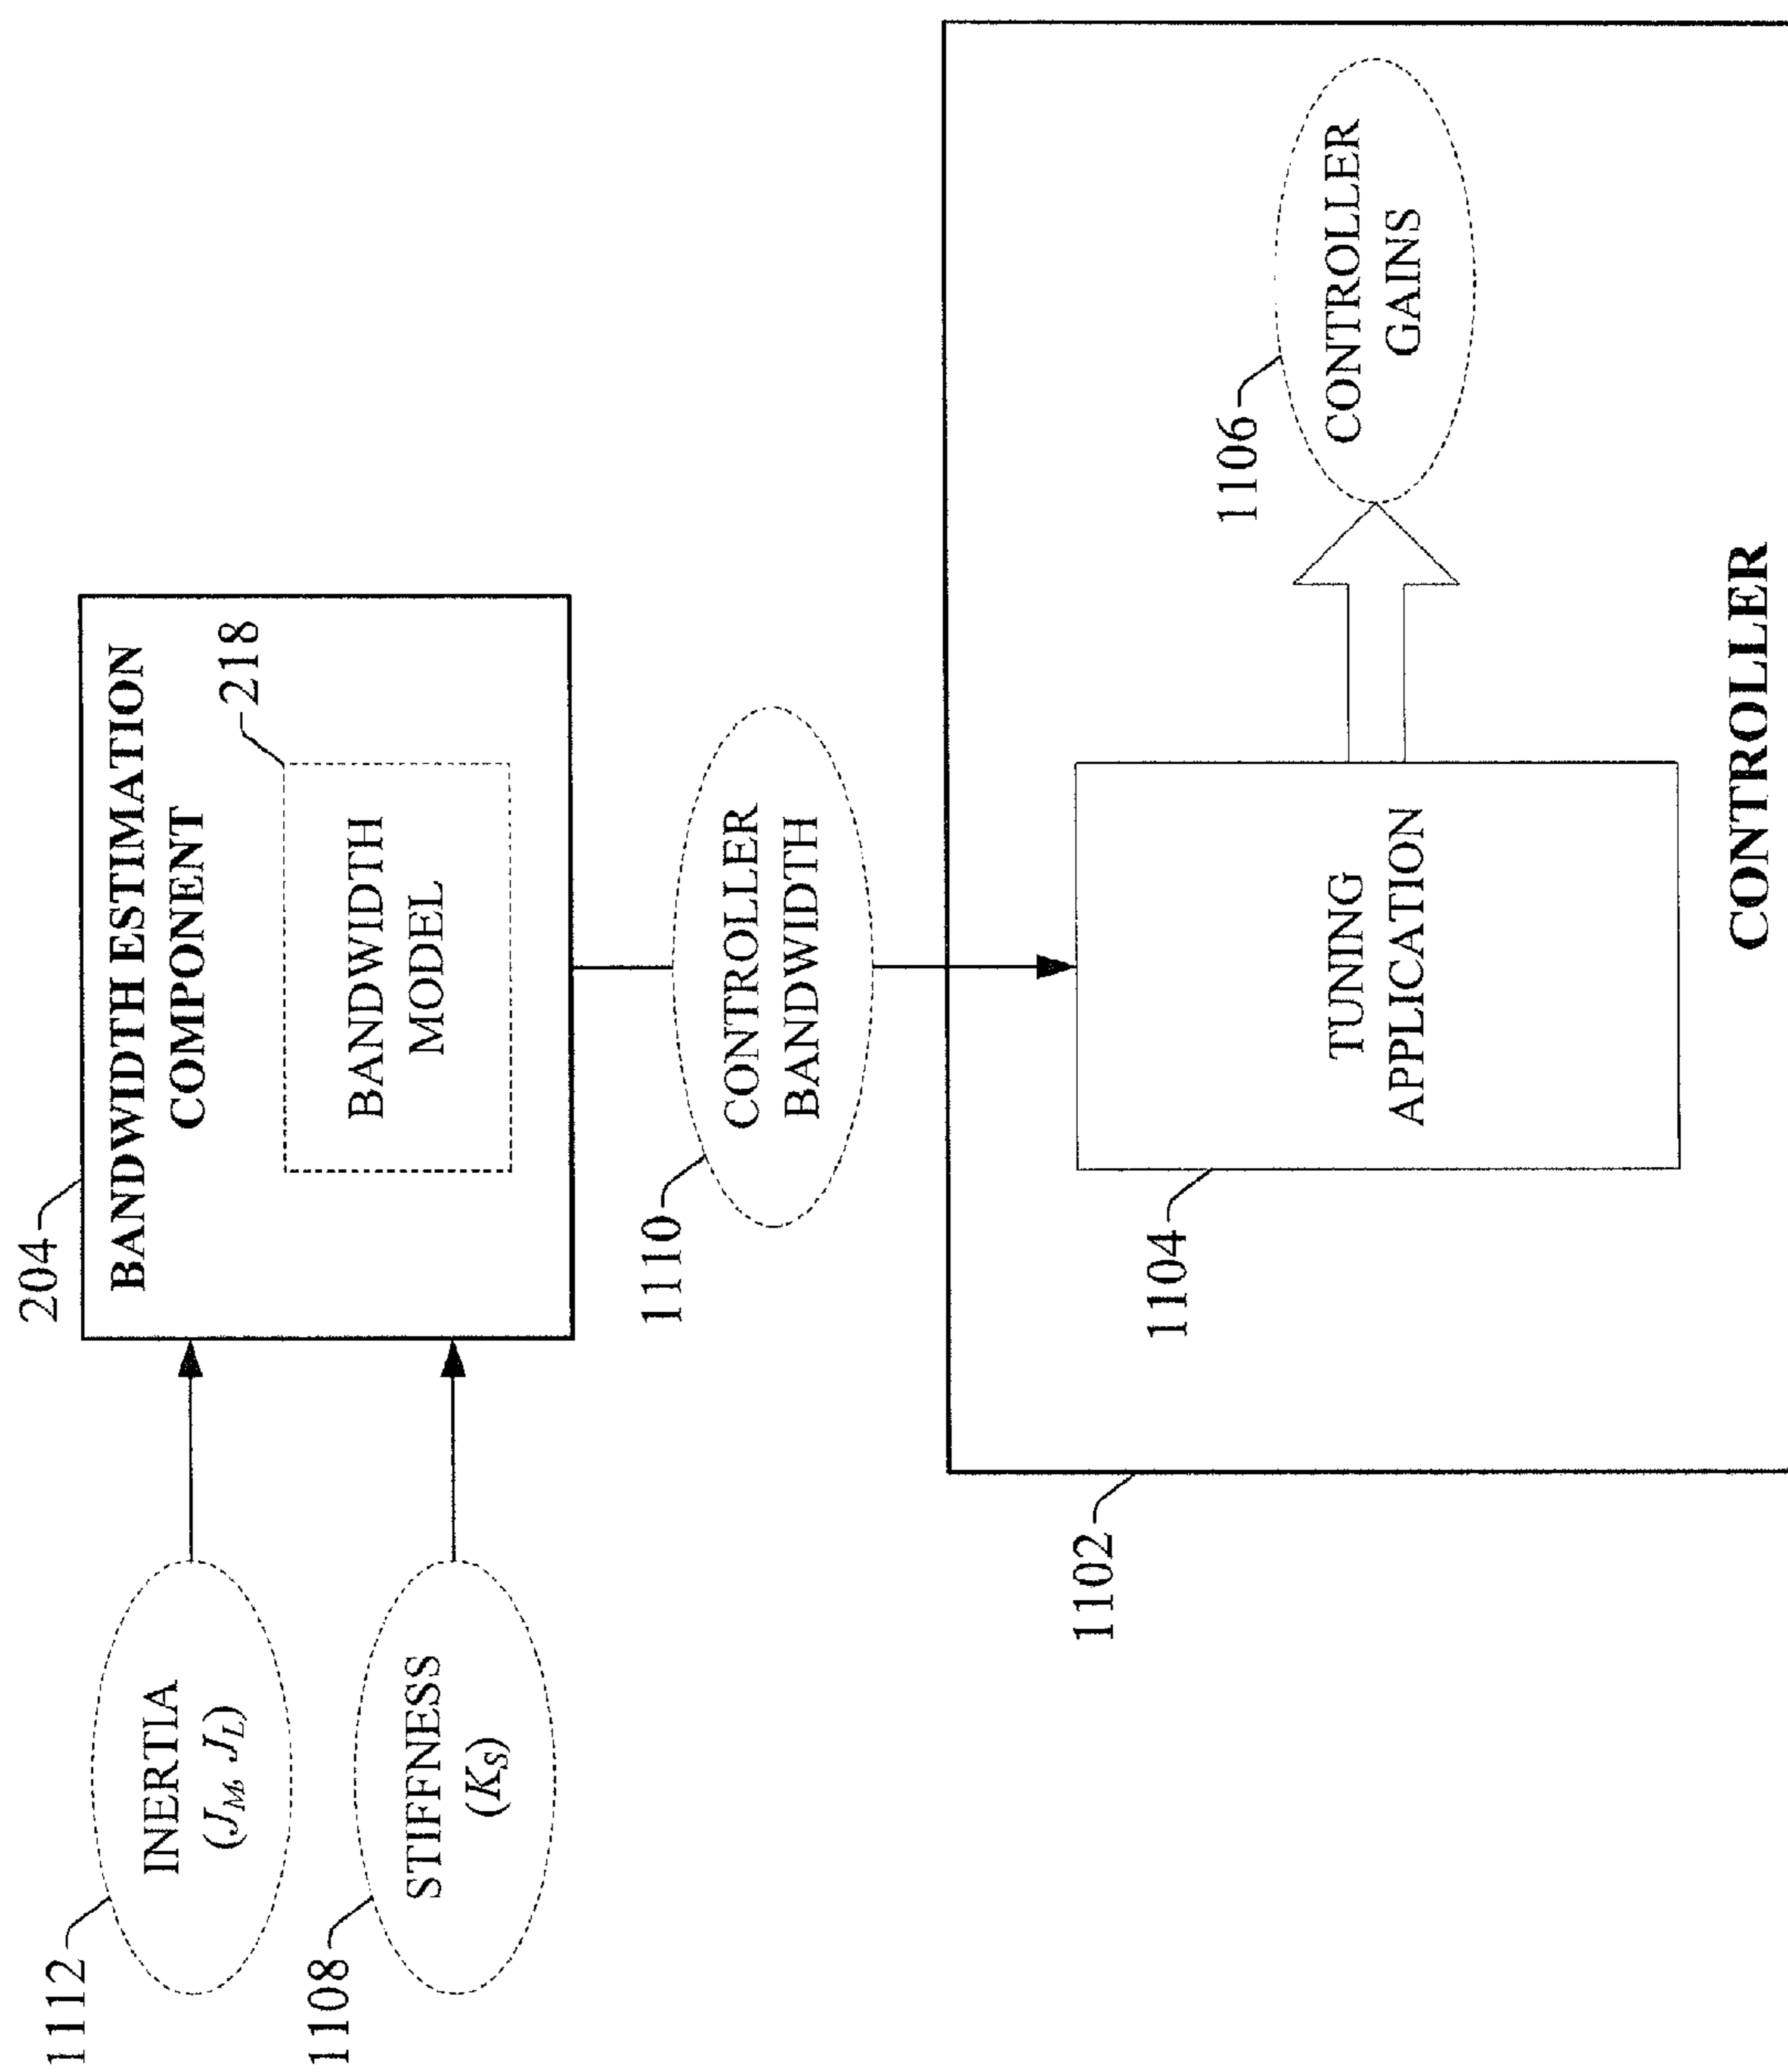 204
BANDWIDTH ESTIMATION
COMPONENT
218
BANDWIDTH
MODEL
1112
INERTIA
(J_M, J_L)
1108
STIFFNESS
(K_S)
1110
CONTROLLER
BANDWIDTH
1102
1104
TUNING
APPLICATION
1106
CONTROLLER
GAINS
CONTROLLER